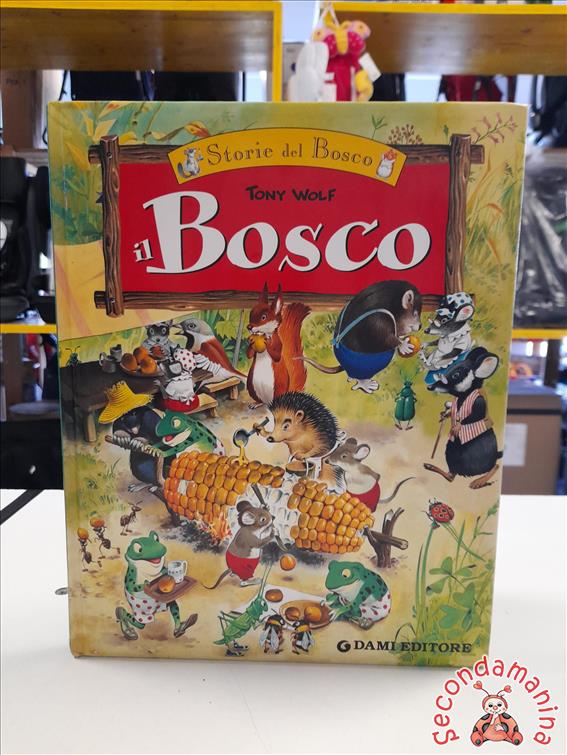 Storie del Bosco
TONY WOLF
il Bosco
DAMI EDITORE
Secondamanina